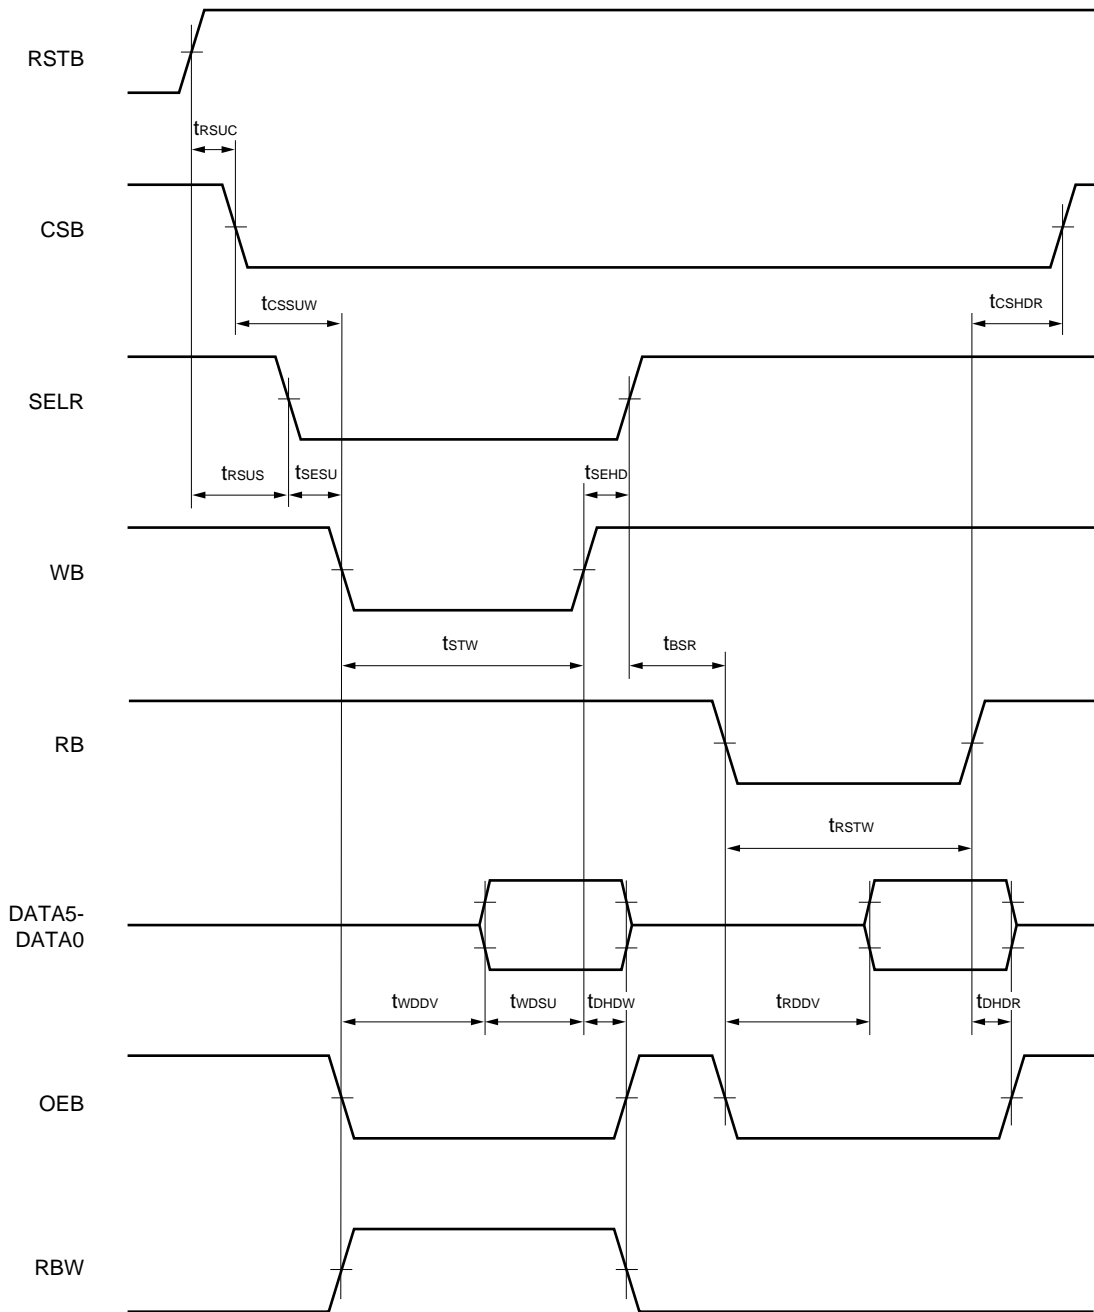 RSTB
tRSUC
CSB
tCSSUW
tCSHDR
SELR
tRSUS
tSESU
tSEHD
WB
tSTW
tBSR
RB
tRSTW
DATA5-
DATA0
tWDDV
tWDSU
tDHDW
tRDDV
tDHDR
OEB
RBW